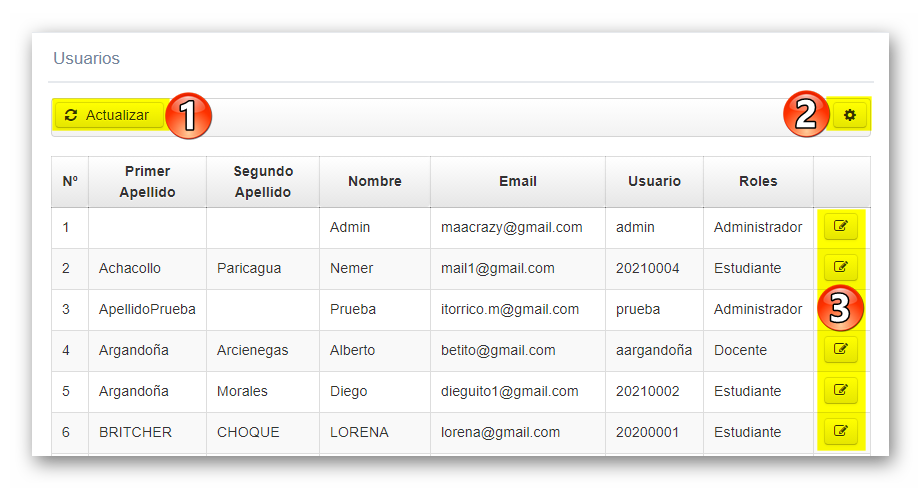 Usuarios
Actualizar 1 2
Nº Primer Apellido Segundo Apellido Nombre Email Usuario Roles
1 Admin maacrazy@gmail.com admin Administrador
2 Achacollo Paricagua Nemer mail1@gmail.com 20210004 Estudiante
3 ApellidoPrueba Prueba itorrico.m@gmail.com prueba Administrador 3
4 Argandoña Arcienegas Alberto betito@gmail.com aargandoña Docente
5 Argandoña Morales Diego dieguito1@gmail.com 20210002 Estudiante
6 BRITCHER CHOQUE LORENA lorena@gmail.com 20200001 Estudiante